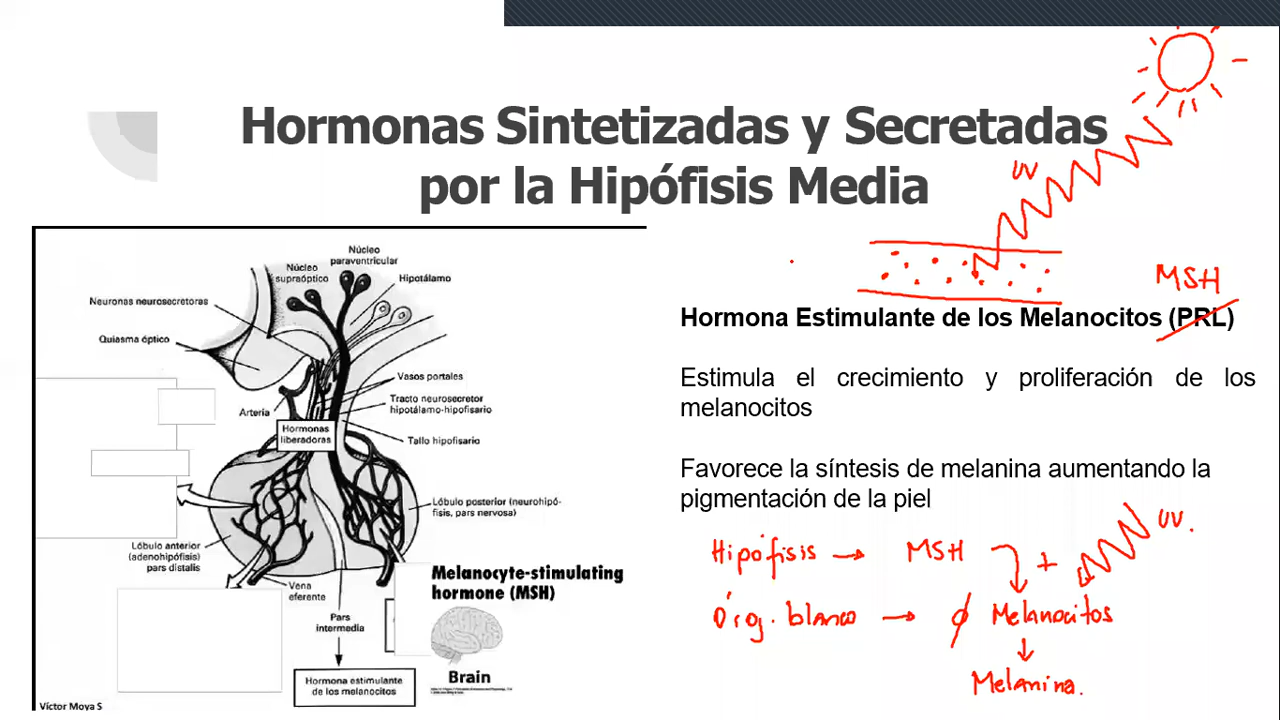 Hormonas Sintetizadas y Secretadas
por la Hipófisis Media
UV
MSH
Hormona Estimulante de los Melanocitos (PRL)
Estimula el crecimiento y proliferación de los
melanocitos
Favorece la síntesis de melanina aumentando la
pigmentación de la piel
UV.
Hipófisis → MSH +
Órg. blanco → ϕ Melanocitos
↓
Melanina.
Núcleo
paraventricular
Núcleo
supraóptico
Hipotálamo
Neuronas neurosecretoras
Quiasma óptico
Vasos portales
Arteria
Tracto neurosecretor
hipotálamo-hipofisario
Hormonas
liberadoras
Tallo hipofisario
Lóbulo posterior (neurohipó-
fisis, pars nervosa)
Lóbulo anterior
(adenohipófisis)
pars distalis
Vena
eferente
Pars
intermedia
Hormona estimulante
de los melanocitos
Melanocyte-stimulating
hormone (MSH)
Brain
Víctor Moya S